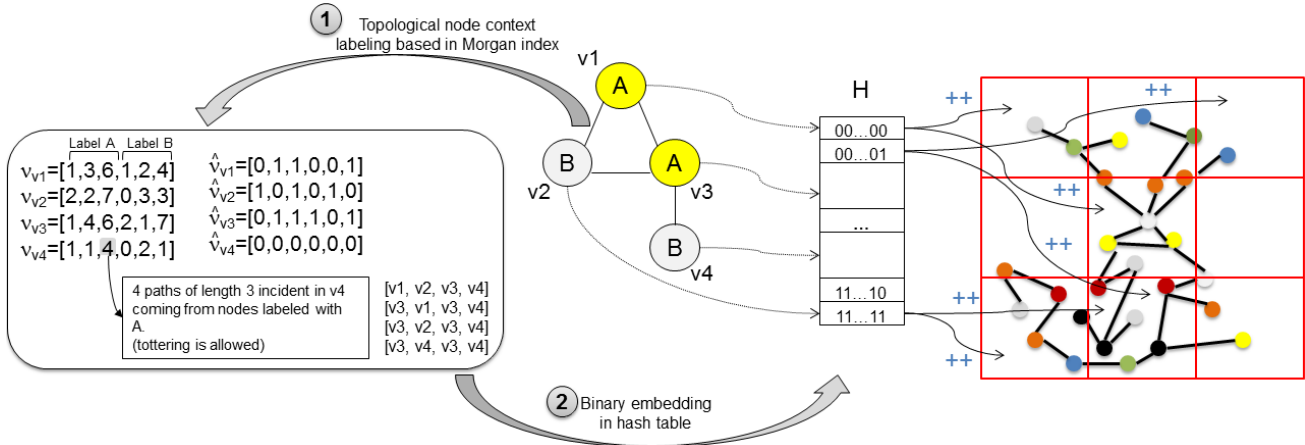 1
Topological node context
labeling based in Morgan index
Label A Label B
νv1=[1,3,6,1,2,4]
νv2=[2,2,7,0,3,3]
νv3=[1,4,6,2,1,7]
νv4=[1,1,4,0,2,1]
ν̂v1=[0,1,1,0,0,1]
ν̂v2=[1,0,1,0,1,0]
ν̂v3=[0,1,1,1,0,1]
ν̂v4=[0,0,0,0,0,0]
4 paths of length 3 incident in v4
coming from nodes labeled with
A.
(tottering is allowed)
[v1, v2, v3, v4]
[v3, v1, v3, v4]
[v3, v2, v3, v4]
[v3, v4, v3, v4]
v1
A
B
v2
A
v3
B
v4
H
00...00
00...01
...
11...10
11...11
++
++
++
++
++
++
2
Binary embedding
in hash table